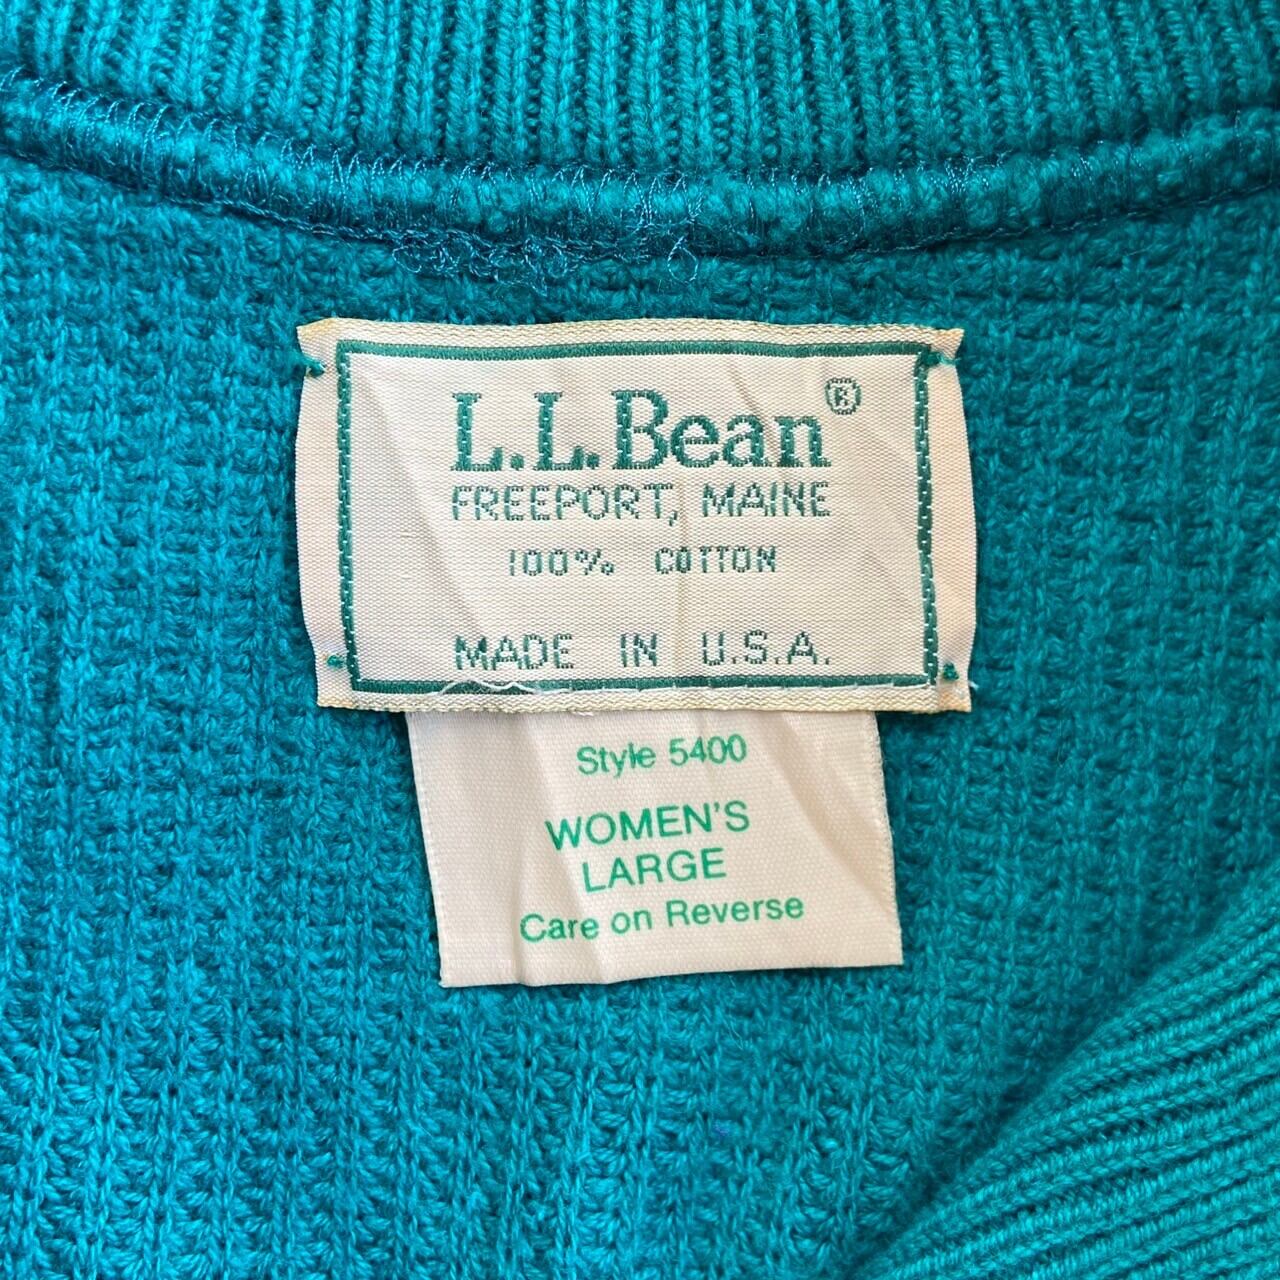 L.L.Bean®
FREEPORT, MAINE
100% COTTON
MADE IN U.S.A.
Style 5400
WOMEN'S
LARGE
Care on Reverse